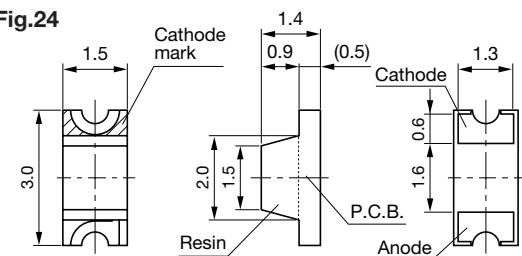 Fig.24
1.5
Cathode
mark
3.0
1.4
0.9
(0.5)
2.0
1.5
Resin
P.C.B.
1.3
Cathode
0.6
1.6
Anode